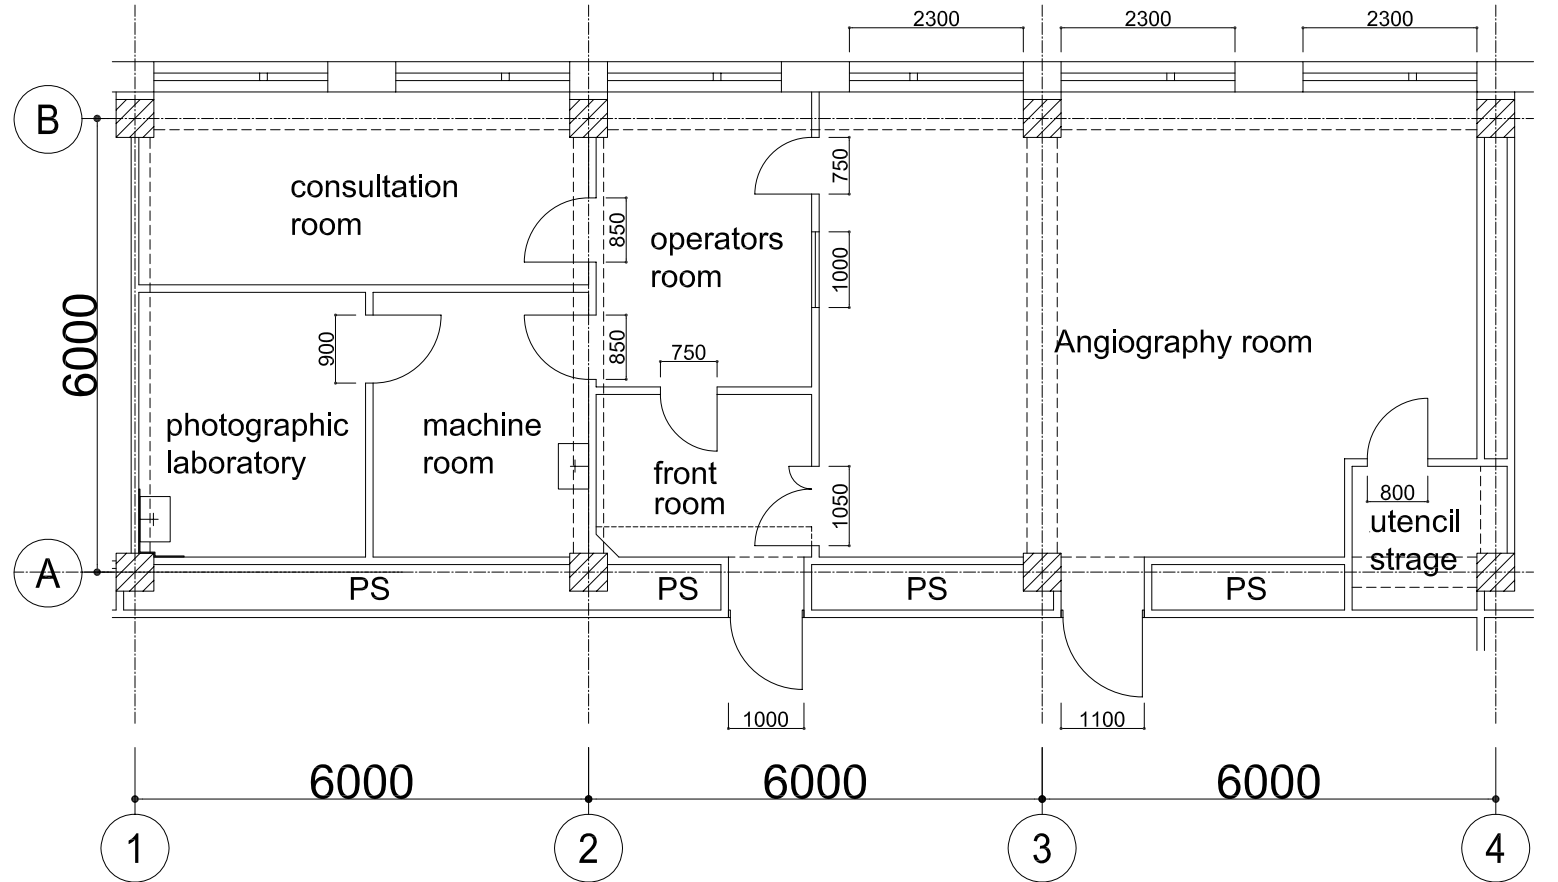 2300
2300
2300
B
consultation
room
750
850
operators
room
1000
6000
Angiography room
900
850
750
photographic
laboratory
machine
room
front
room
1050
800
utencil
strage
A
PS
PS
PS
PS
1000
1100
6000
6000
6000
1
2
3
4